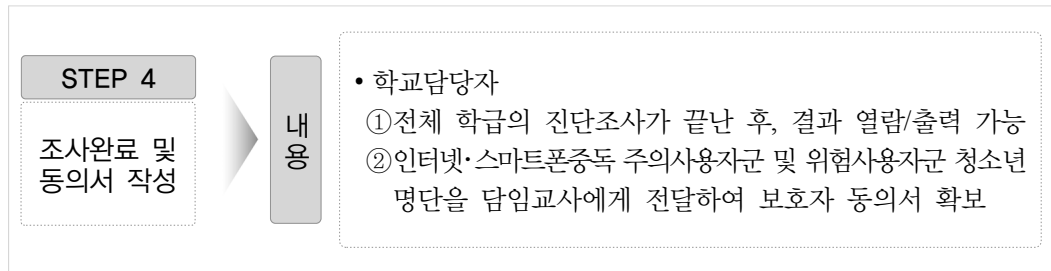 STEP 4
조사완료 및
동의서 작성
내
용
• 학교담당자
①전체 학급의 진단조사가 끝난 후, 결과 열람/출력 가능
②인터넷·스마트폰중독 주의사용자군 및 위험사용자군 청소년
명단을 담임교사에게 전달하여 보호자 동의서 확보